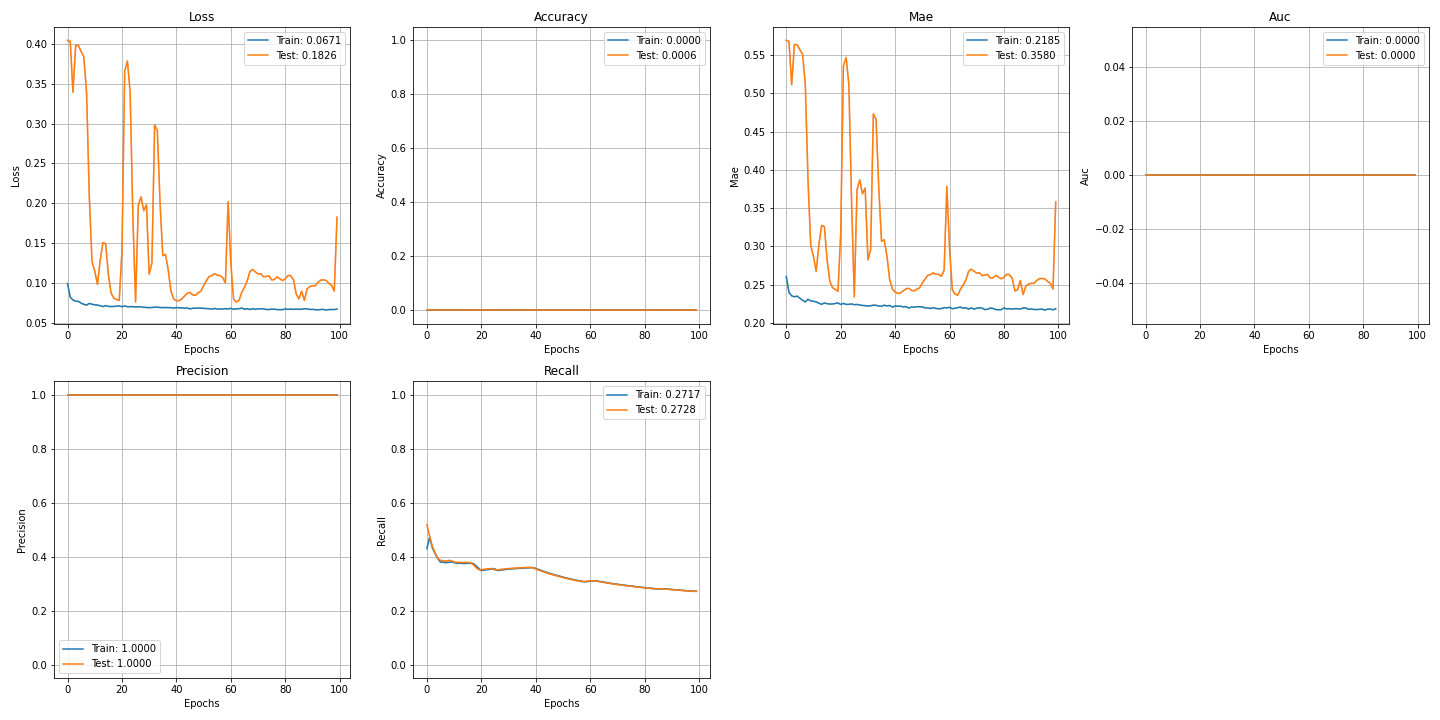 Loss
Train: 0.0671
Test: 0.1826
0.40
0.35
0.30
0.25
0.20
0.15
0.10
0.05
Loss
0 20 40 60 80 100
Epochs
Accuracy
Train: 0.0000
Test: 0.0006
1.0
0.8
0.6
0.4
0.2
0.0
Accuracy
0 20 40 60 80 100
Epochs
Mae
Train: 0.2185
Test: 0.3580
0.55
0.50
0.45
0.40
0.35
0.30
0.25
0.20
Mae
0 20 40 60 80 100
Epochs
Auc
Train: 0.0000
Test: 0.0000
0.04
0.02
0.00
−0.02
−0.04
Auc
0 20 40 60 80 100
Epochs
Precision
1.0
0.8
0.6
0.4
0.2
0.0
Precision
Train: 1.0000
Test: 1.0000
0 20 40 60 80 100
Epochs
Recall
Train: 0.2717
Test: 0.2728
1.0
0.8
0.6
0.4
0.2
0.0
Recall
0 20 40 60 80 100
Epochs